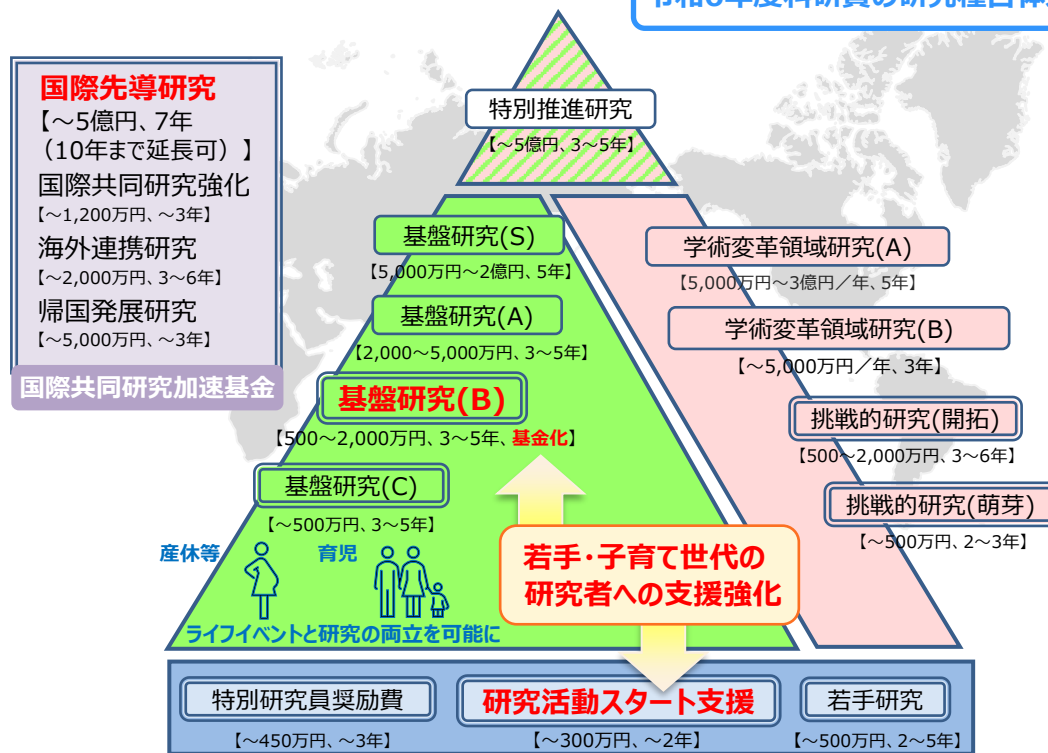 国際先導研究
【～5億円、7年
（10年まで延長可）】
国際共同研究強化
【～1,200万円、～3年】
海外連携研究
【～2,000万円、3～6年】
帰国発展研究
【～5,000万円、～3年】
国際共同研究加速基金
特別推進研究
【～5億円、3～5年】
基盤研究(S)
【5,000万円～2億円、5年】
基盤研究(A)
【2,000～5,000万円、3～5年】
基盤研究(B)
【500～2,000万円、3～5年、基金化】
基盤研究(C)
【～500万円、3～5年】
産休等
育児
ライフイベントと研究の両立を可能に
学術変革領域研究(A)
【5,000万円～3億円／年、5年】
学術変革領域研究(B)
【～5,000万円／年、3年】
挑戦的研究(開拓)
【500～2,000万円、3～6年】
挑戦的研究(萌芽)
【～500万円、2～3年】
若手・子育て世代の
研究者への支援強化
特別研究員奨励費
【～450万円、～3年】
研究活動スタート支援
【～300万円、～2年】
若手研究
【～500万円、2～5年】